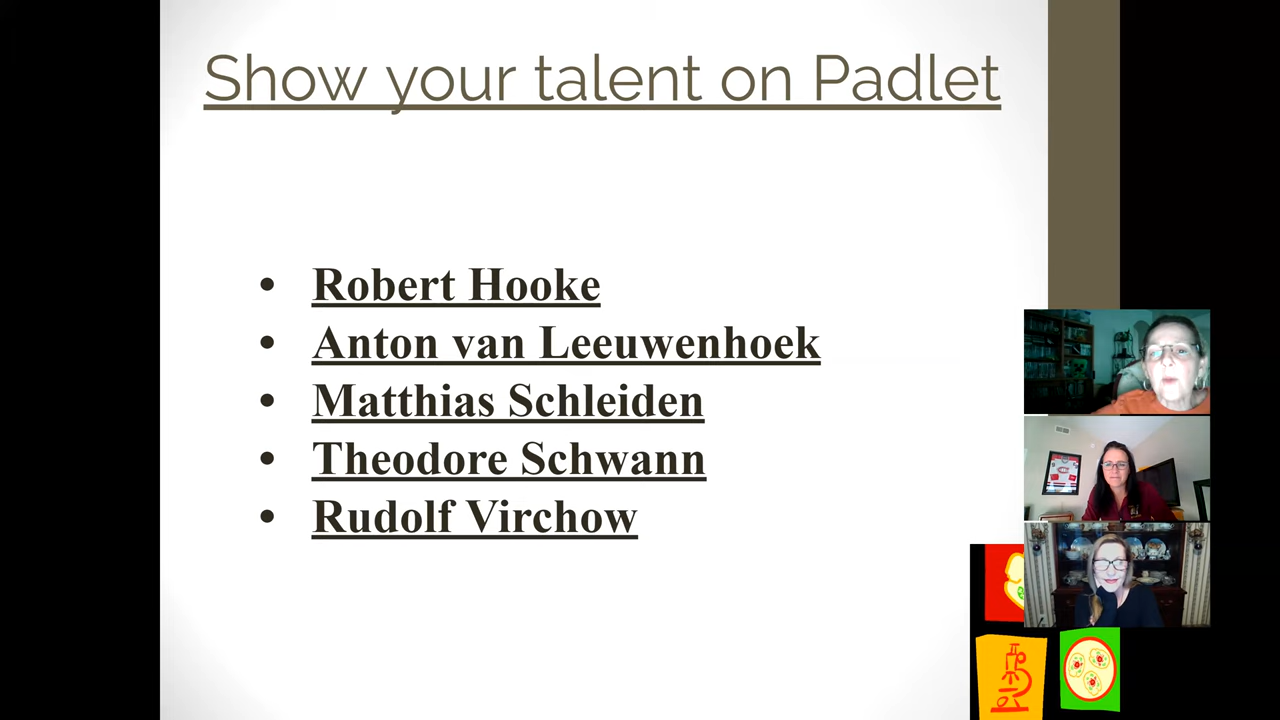 Show your talent on Padlet
• Robert Hooke
• Anton van Leeuwenhoek
• Matthias Schleiden
• Theodore Schwann
• Rudolf Virchow